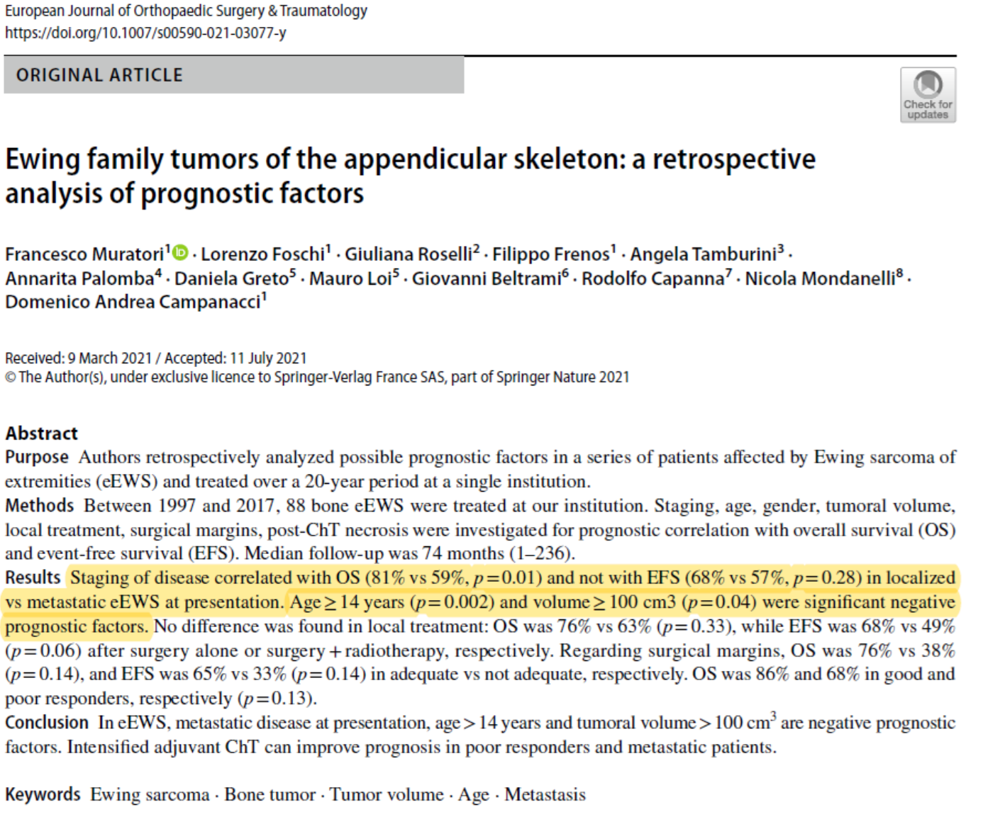 European Journal of Orthopaedic Surgery & Traumatology
https://doi.org/10.1007/s00590-021-03077-y
ORIGINAL ARTICLE
Check for
updates
Ewing family tumors of the appendicular skeleton: a retrospective
analysis of prognostic factors
Francesco Muratori¹ iD · Lorenzo Foschi¹ · Giuliana Roselli² · Filippo Frenos¹ · Angela Tamburini³ ·
Annarita Palomba⁴ · Daniela Greto⁵ · Mauro Loi⁵ · Giovanni Beltrami⁶ · Rodolfo Capanna⁷ · Nicola Mondanelli⁸ ·
Domenico Andrea Campanacci¹
Received: 9 March 2021 / Accepted: 11 July 2021
© The Author(s), under exclusive licence to Springer-Verlag France SAS, part of Springer Nature 2021
Abstract
Purpose Authors retrospectively analyzed possible prognostic factors in a series of patients affected by Ewing sarcoma of
extremities (eEWS) and treated over a 20-year period at a single institution.
Methods Between 1997 and 2017, 88 bone eEWS were treated at our institution. Staging, age, gender, tumoral volume,
local treatment, surgical margins, post-ChT necrosis were investigated for prognostic correlation with overall survival (OS)
and event-free survival (EFS). Median follow-up was 74 months (1–236).
Results Staging of disease correlated with OS (81% vs 59%, p=0.01) and not with EFS (68% vs 57%, p=0.28) in localized
vs metastatic eEWS at presentation. Age≥14 years (p=0.002) and volume≥100 cm3 (p=0.04) were significant negative
prognostic factors. No difference was found in local treatment: OS was 76% vs 63% (p=0.33), while EFS was 68% vs 49%
(p=0.06) after surgery alone or surgery+radiotherapy, respectively. Regarding surgical margins, OS was 76% vs 38%
(p=0.14), and EFS was 65% vs 33% (p=0.14) in adequate vs not adequate, respectively. OS was 86% and 68% in good and
poor responders, respectively (p=0.13).
Conclusion In eEWS, metastatic disease at presentation, age>14 years and tumoral volume>100 cm³ are negative prognostic
factors. Intensified adjuvant ChT can improve prognosis in poor responders and metastatic patients.
Keywords Ewing sarcoma · Bone tumor · Tumor volume · Age · Metastasis